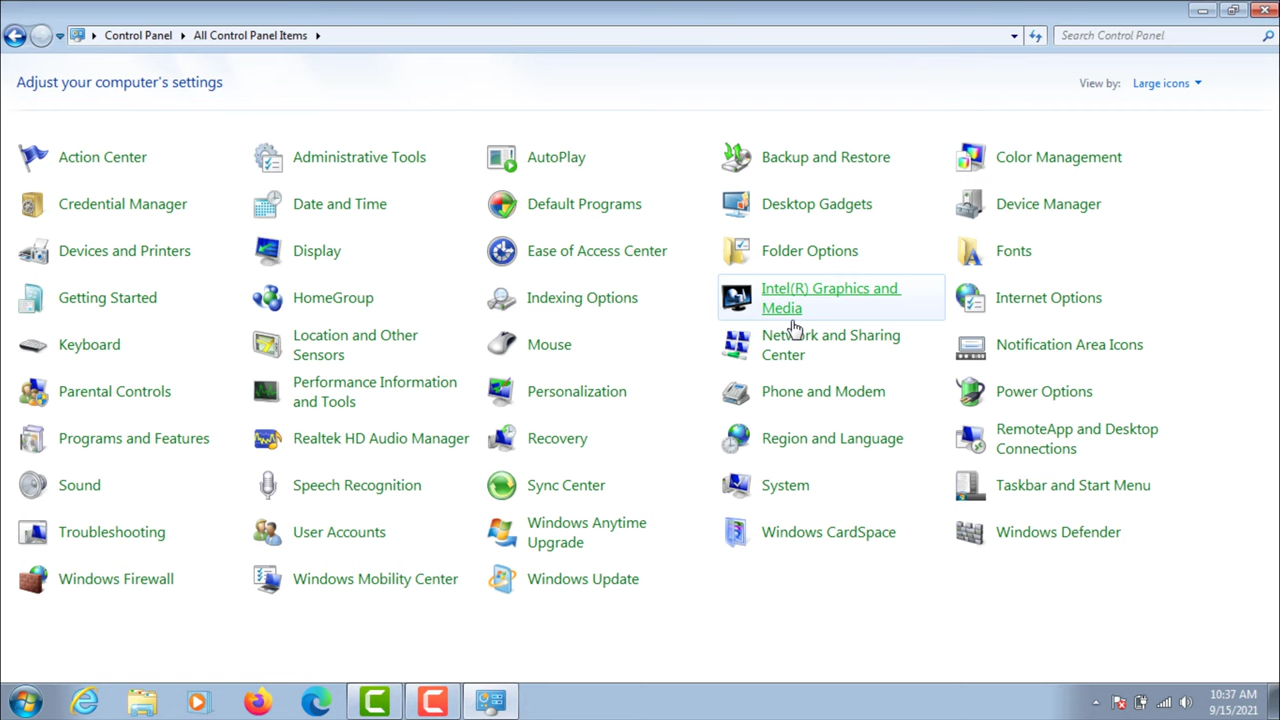 Control Panel
All Control Panel Items
Search Control Panel
Adjust your computer's settings
View by:
Large icons
Action Center
Administrative Tools
AutoPlay
Backup and Restore
Color Management
Credential Manager
Date and Time
Default Programs
Desktop Gadgets
Device Manager
Devices and Printers
Display
Ease of Access Center
Folder Options
Fonts
Getting Started
HomeGroup
Indexing Options
Intel(R) Graphics and
Media
Internet Options
Keyboard
Location and Other
Sensors
Mouse
Network and Sharing
Center
Notification Area Icons
Parental Controls
Performance Information
and Tools
Personalization
Phone and Modem
Power Options
Programs and Features
Realtek HD Audio Manager
Recovery
Region and Language
RemoteApp and Desktop
Connections
Sound
Speech Recognition
Sync Center
System
Taskbar and Start Menu
Troubleshooting
User Accounts
Windows Anytime
Upgrade
Windows CardSpace
Windows Defender
Windows Firewall
Windows Mobility Center
Windows Update
10:37 AM
9/15/2021